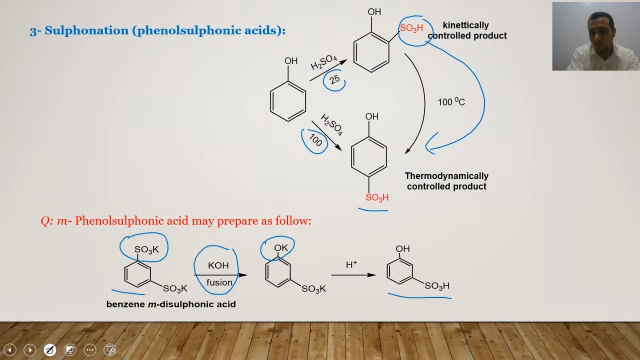 3- Sulphonation (phenolsulphonic acids):
OH
SO₃H
kinettically
controlled product
OH
H₂SO₄
25
H₂SO₄
100
100 ⁰C
OH
SO₃H
Thermodynamically
controlled product
Q: m- Phenolsulphonic acid may prepare as follow:
SO₃K
SO₃K
benzene m-disulphonic acid
KOH
fusion
OK
SO₃K
H⁺
OH
SO₃H